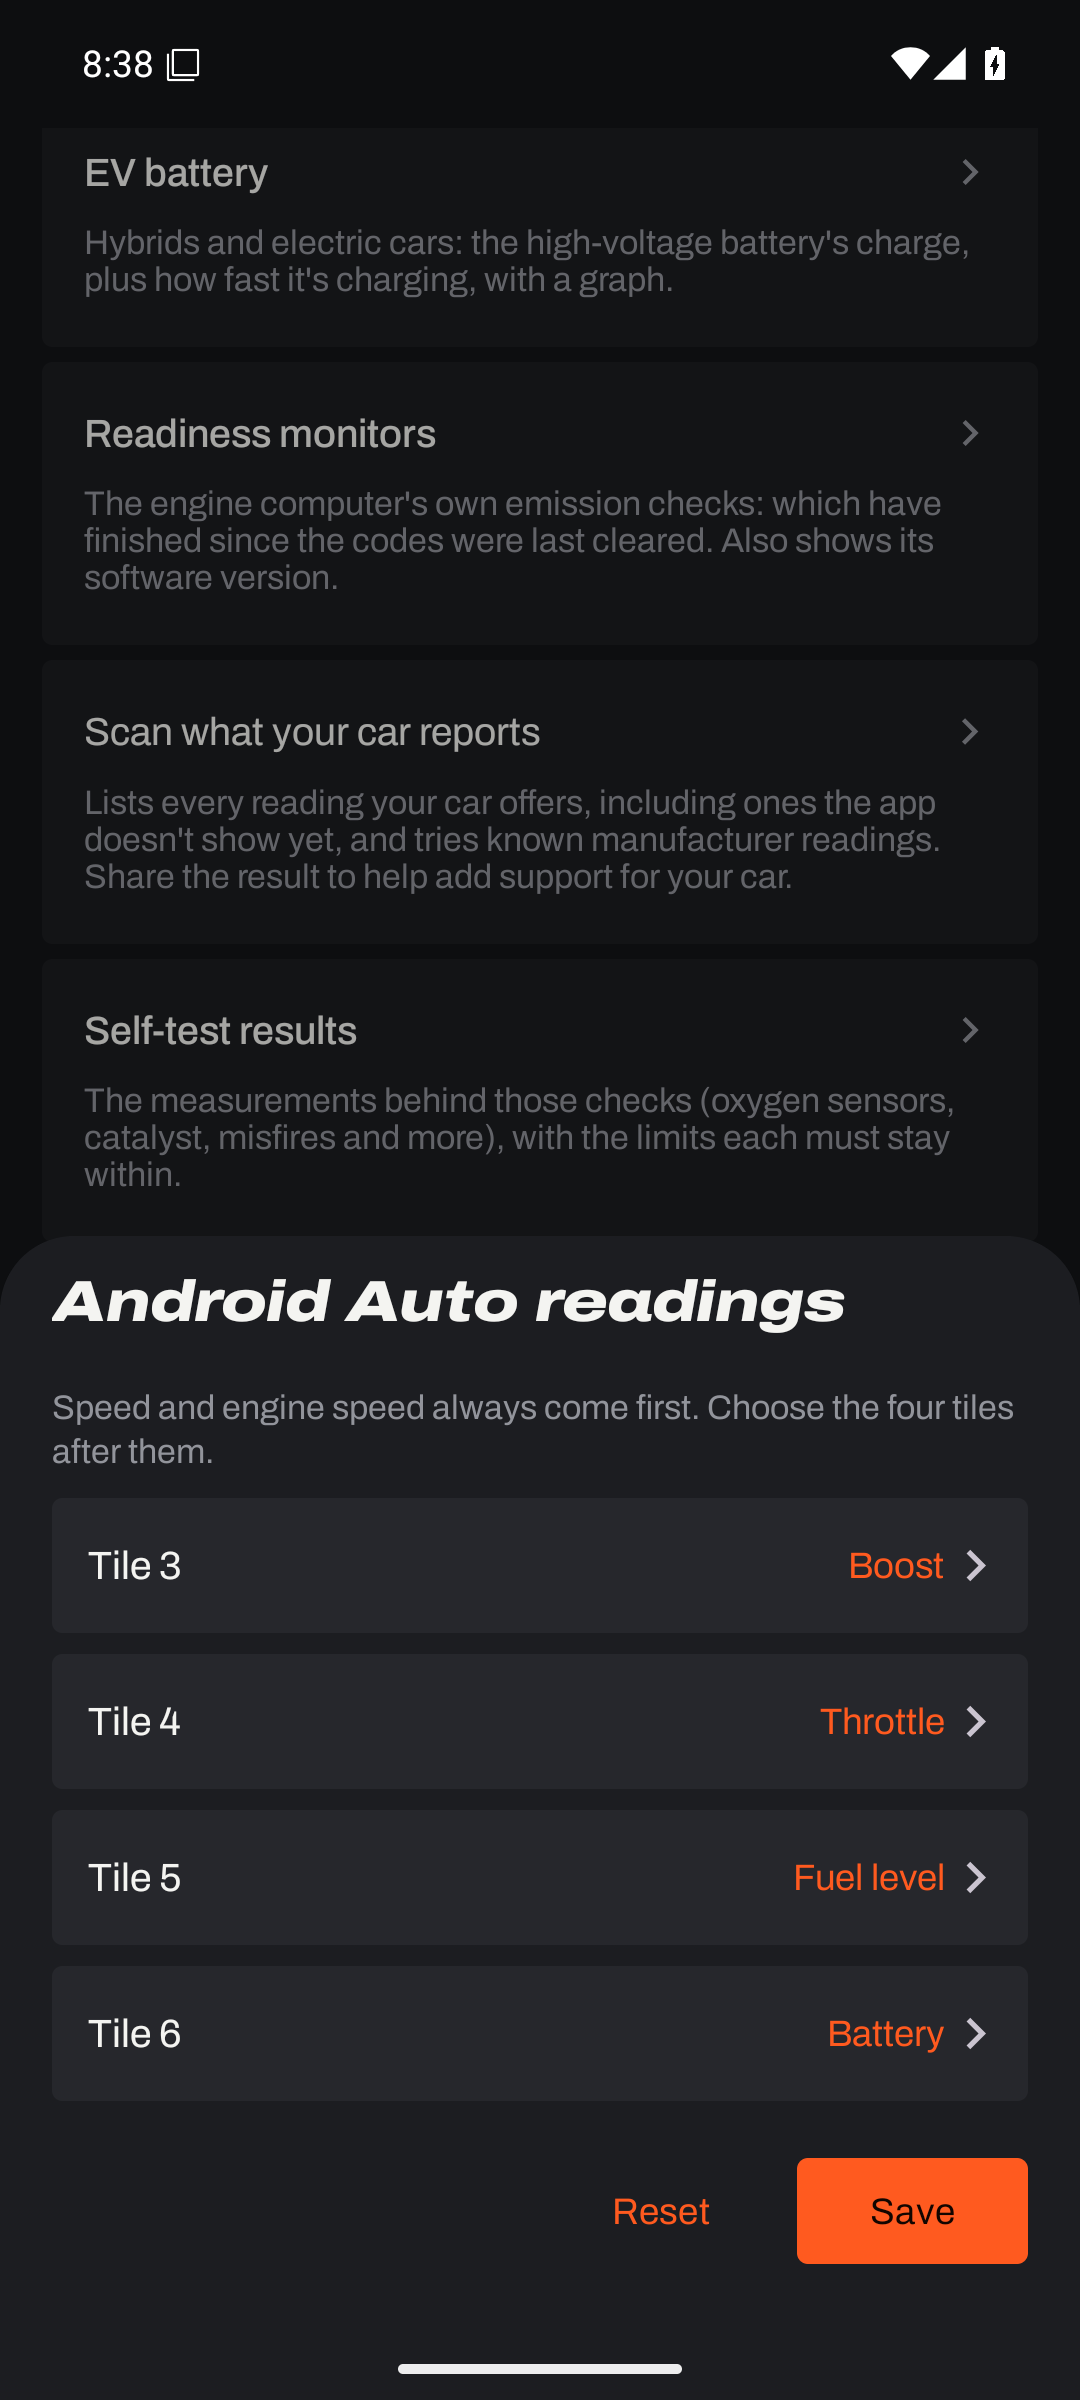 8:38
EV battery
Hybrids and electric cars: the high-voltage battery's charge,
plus how fast it's charging, with a graph.
Readiness monitors
The engine computer's own emission checks: which have
finished since the codes were last cleared. Also shows its
software version.
Scan what your car reports
Lists every reading your car offers, including ones the app
doesn't show yet, and tries known manufacturer readings.
Share the result to help add support for your car.
Self-test results
The measurements behind those checks (oxygen sensors,
catalyst, misfires and more), with the limits each must stay
within.
Android Auto readings
Speed and engine speed always come first. Choose the four tiles
after them.
Tile 3 Boost
Tile 4 Throttle
Tile 5 Fuel level
Tile 6 Battery
Reset Save